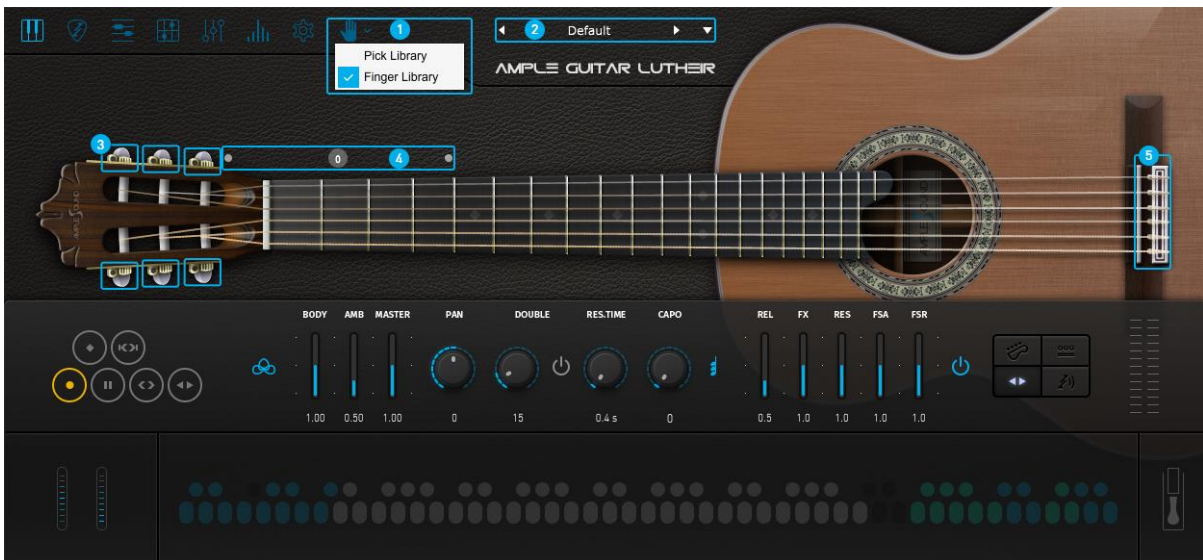 1
Pick Library
Finger Library
2 Default
AMPLE GUITAR LUTHEIR
3
0 4
5
AMPLE SOUND
BODY AMB MASTER PAN DOUBLE RES.TIME CAPO REL FX RES FSA FSR
1.00 0.50 1.00 0 15 0.4 s 0 0.5 1.0 1.0 1.0 1.0